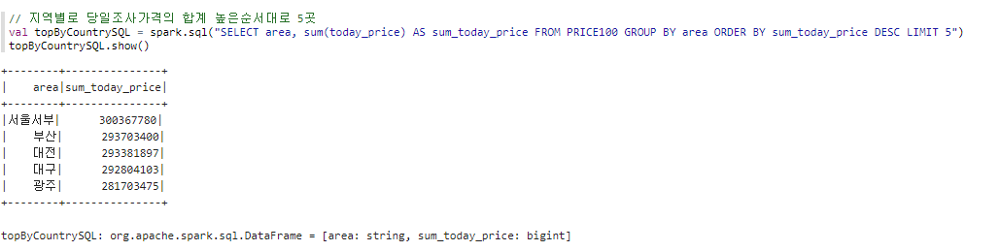 // 지역별로 당일조사가격의 합계 높은순서대로 5곳
val topByCountrySQL = spark.sql("SELECT area, sum(today_price) AS sum_today_price FROM PRICE100 GROUP BY area ORDER BY sum_today_price DESC LIMIT 5")
topByCountrySQL.show()
+--------+---------------+
|    area|sum_today_price|
+--------+---------------+
|서울서부|      300367780|
|    부산|      293703400|
|    대전|      293381897|
|    대구|      292804103|
|    광주|      281703475|
+--------+---------------+
topByCountrySQL: org.apache.spark.sql.DataFrame = [area: string, sum_today_price: bigint]